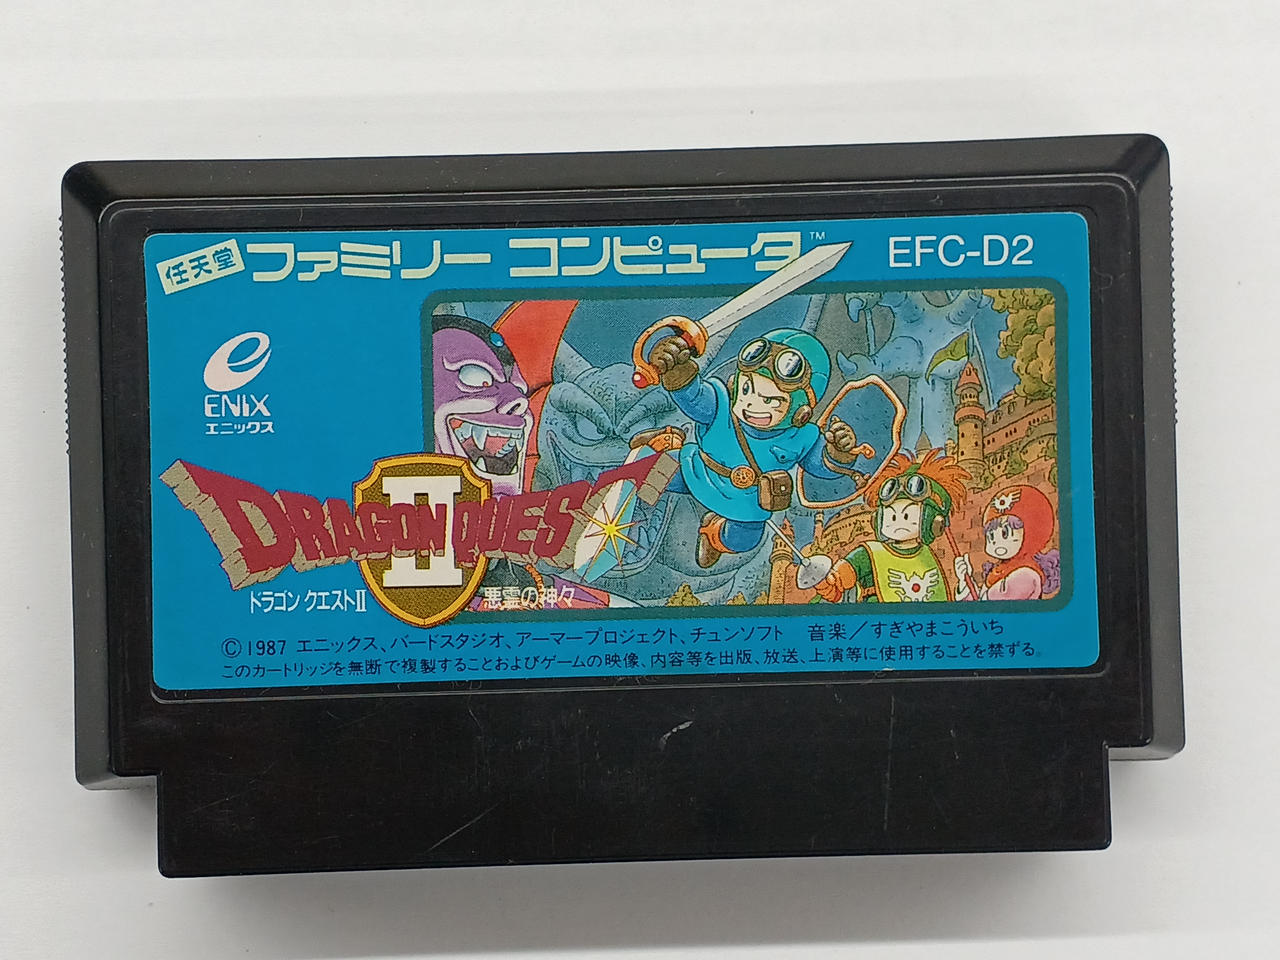 任天堂 ファミリー コンピュータ™ EFC-D2
ENIX
エニックス
DRAGON QUEST
II
ドラゴン クエストII 悪霊の神々
©1987 エニックス、バードスタジオ、アーマープロジェクト、チュンソフト 音楽／すぎやまこういち
このカートリッジを無断で複製することおよびゲームの映像、内容等を出版、放送、上演等に使用することを禁ずる。